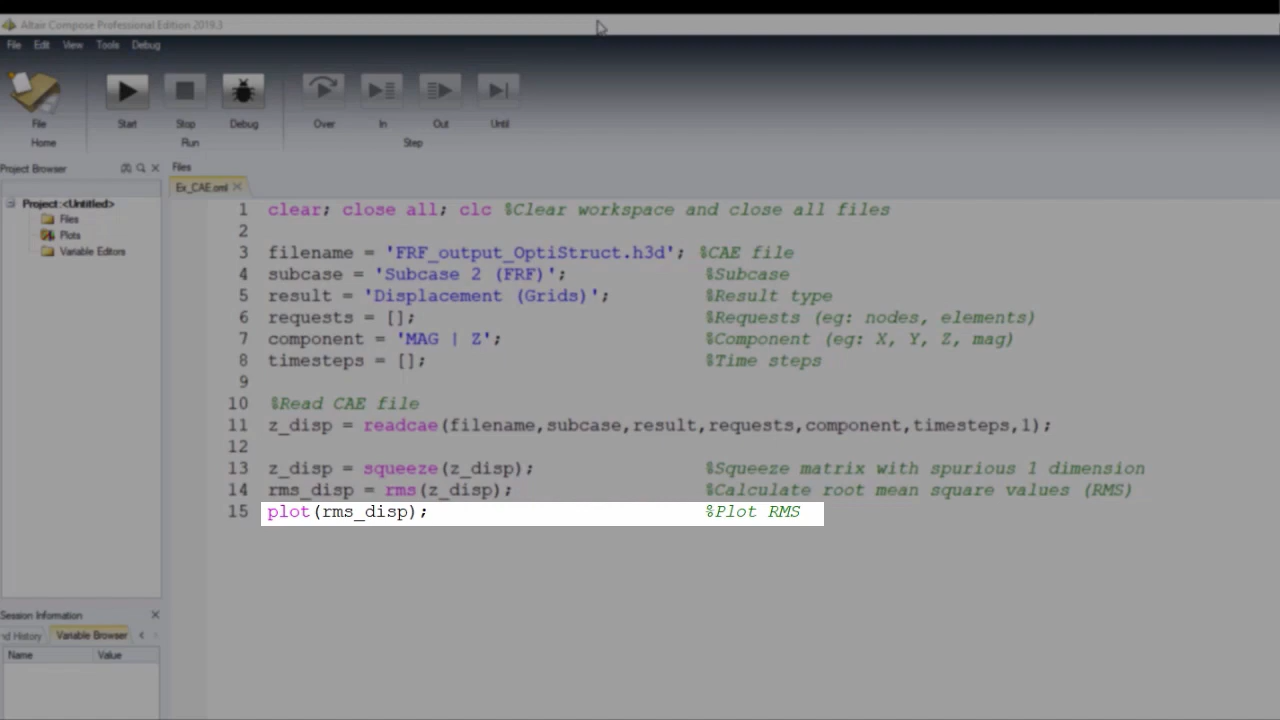 Altair Compose Professional Edition 2019.3
File Edit View Tools Debug
File Start Stop Debug Over In Out Until
Home Run Step
Project Browser
Files
Ex_CAE.oml
Project :<Untitled>
Files
Plots
Variable Editors
1 clear; close all; clc %Clear workspace and close all files
2
3 filename = 'FRF_output_OptiStruct.h3d'; %CAE file
4 subcase = 'Subcase 2 (FRF)'; %Subcase
5 result = 'Displacement (Grids)'; %Result type
6 requests = []; %Requests (eg: nodes, elements)
7 component = 'MAG | Z'; %Component (eg: X, Y, Z, mag)
8 timesteps = []; %Time steps
9
10 %Read CAE file
11 z_disp = readcae(filename,subcase,result,requests,component,timesteps,1);
12
13 z_disp = squeeze(z_disp); %Squeeze matrix with spurious 1 dimension
14 rms_disp = rms(z_disp); %Calculate root mean square values (RMS)
15 plot(rms_disp); %Plot RMS
Session Information
nd History Variable Browser
Name Value